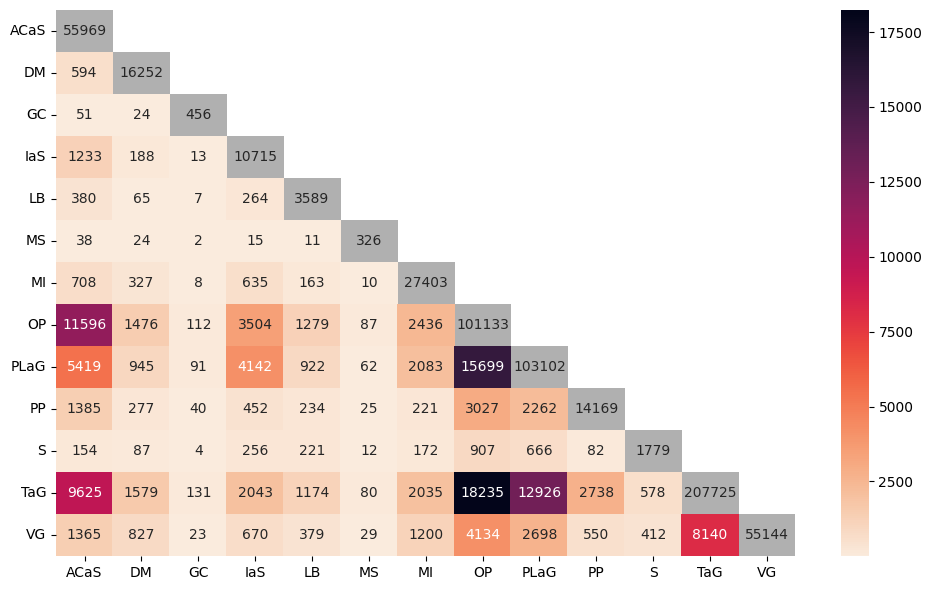 ACaS 55969
DM 594 16252
GC 51 24 456
IaS 1233 188 13 10715
LB 380 65 7 264 3589
MS 38 24 2 15 11 326
MI 708 327 8 635 163 10 27403
OP 11596 1476 112 3504 1279 87 2436 101133
PLaG 5419 945 91 4142 922 62 2083 15699 103102
PP 1385 277 40 452 234 25 221 3027 2262 14169
S 154 87 4 256 221 12 172 907 666 82 1779
TaG 9625 1579 131 2043 1174 80 2035 18235 12926 2738 578 207725
VG 1365 827 23 670 379 29 1200 4134 2698 550 412 8140 55144
ACaS DM GC IaS LB MS MI OP PLaG PP S TaG VG
17500
15000
12500
10000
7500
5000
2500